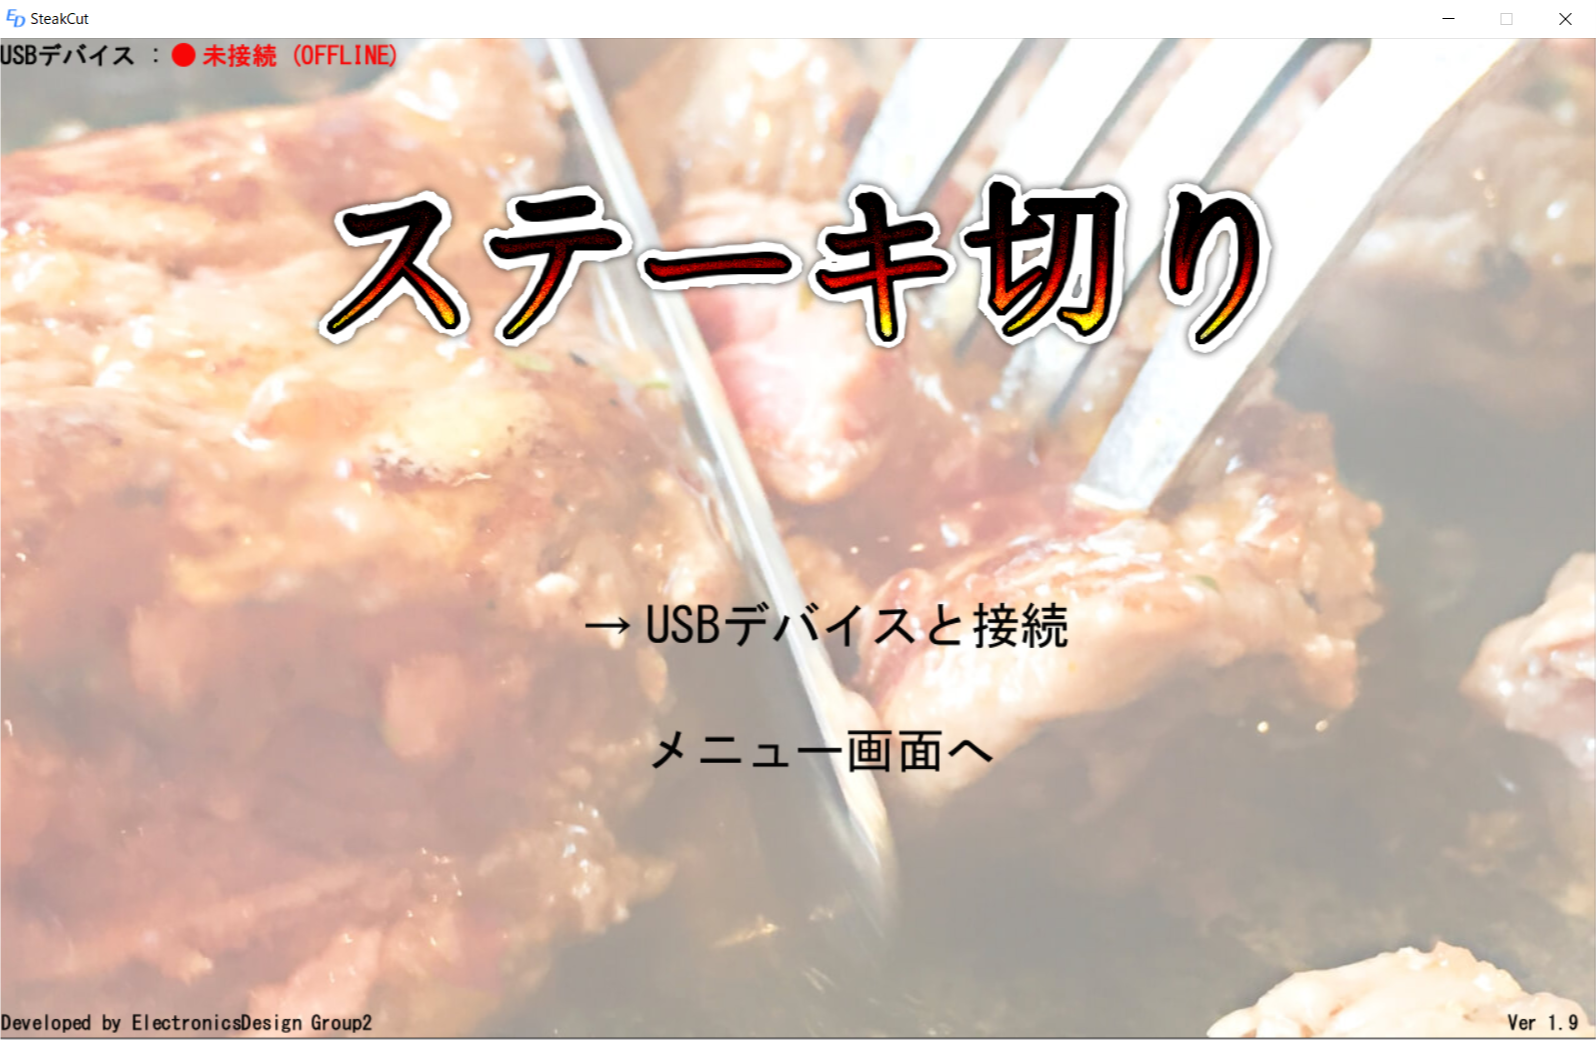 SteakCut
USBデバイス : ● 未接続 (OFFLINE)
ステーキ切り
→ USBデバイスと接続
メニュー画面へ
Developed by ElectronicsDesign Group2
Ver 1.9